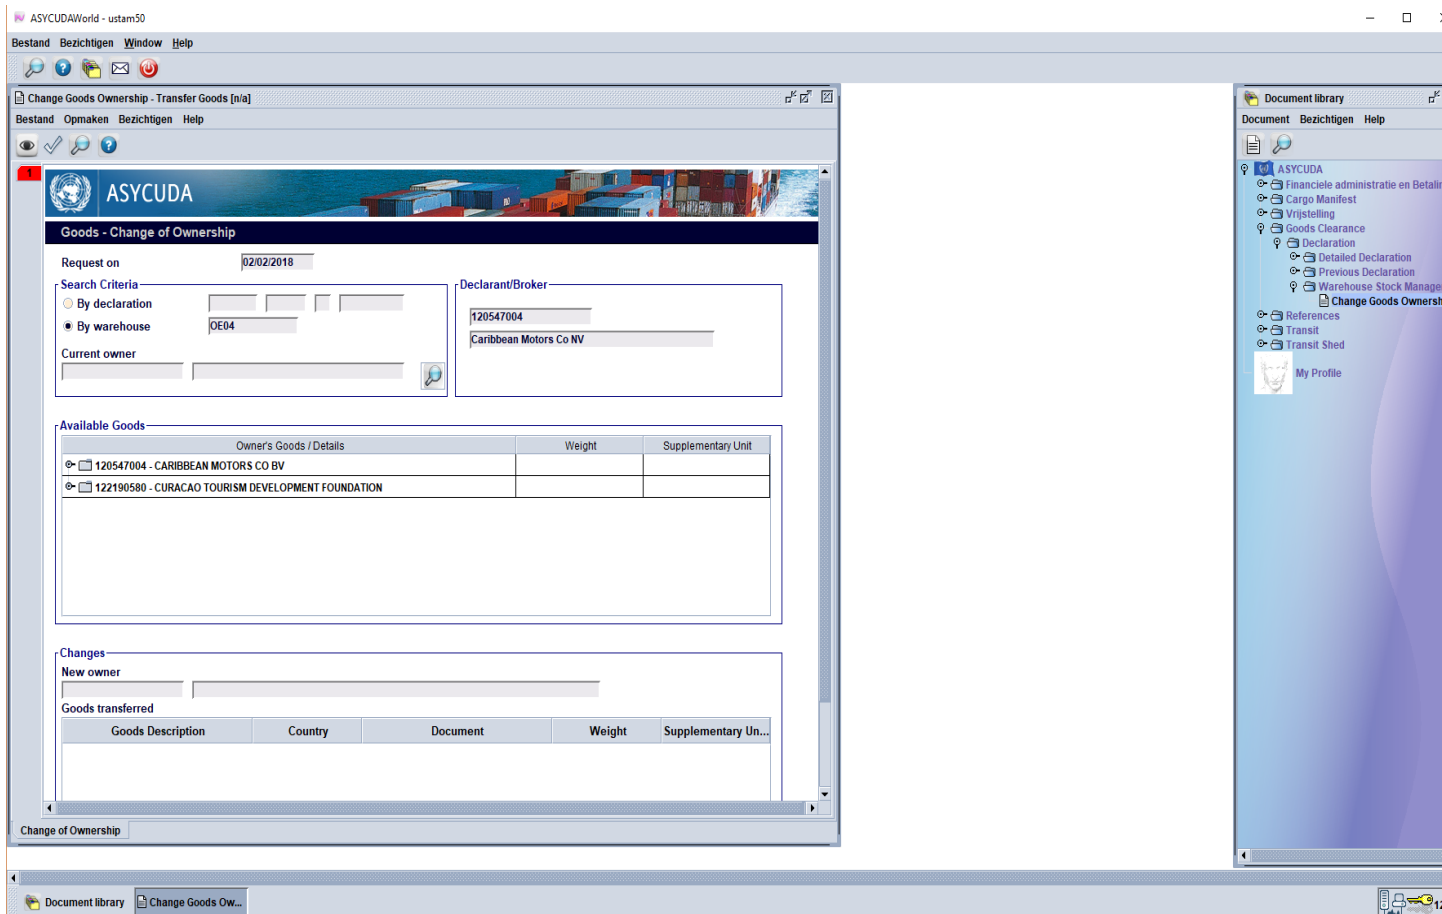 ASYCUDAWorld - ustam50
Bestand Bezichtigen Window Help
Change Goods Ownership - Transfer Goods [n/a]
Bestand Opmaken Bezichtigen Help
1
ASYCUDA
Goods - Change of Ownership
Request on 02/02/2018
Search Criteria
By declaration
By warehouse OE04
Current owner
Declarant/Broker
120547004
Caribbean Motors Co NV
Available Goods
Owner's Goods / Details Weight Supplementary Unit
120547004 - CARIBBEAN MOTORS CO BV
122190580 - CURACAO TOURISM DEVELOPMENT FOUNDATION
Changes
New owner
Goods transferred
Goods Description Country Document Weight Supplementary Un...
Change of Ownership
Document library
Document Bezichtigen Help
ASYCUDA
Financiele administratie en Betalin
Cargo Manifest
Vrijstelling
Goods Clearance
Declaration
Detailed Declaration
Previous Declaration
Warehouse Stock Manage
Change Goods Ownersh
References
Transit
Transit Shed
My Profile
Document library Change Goods Ow...
12